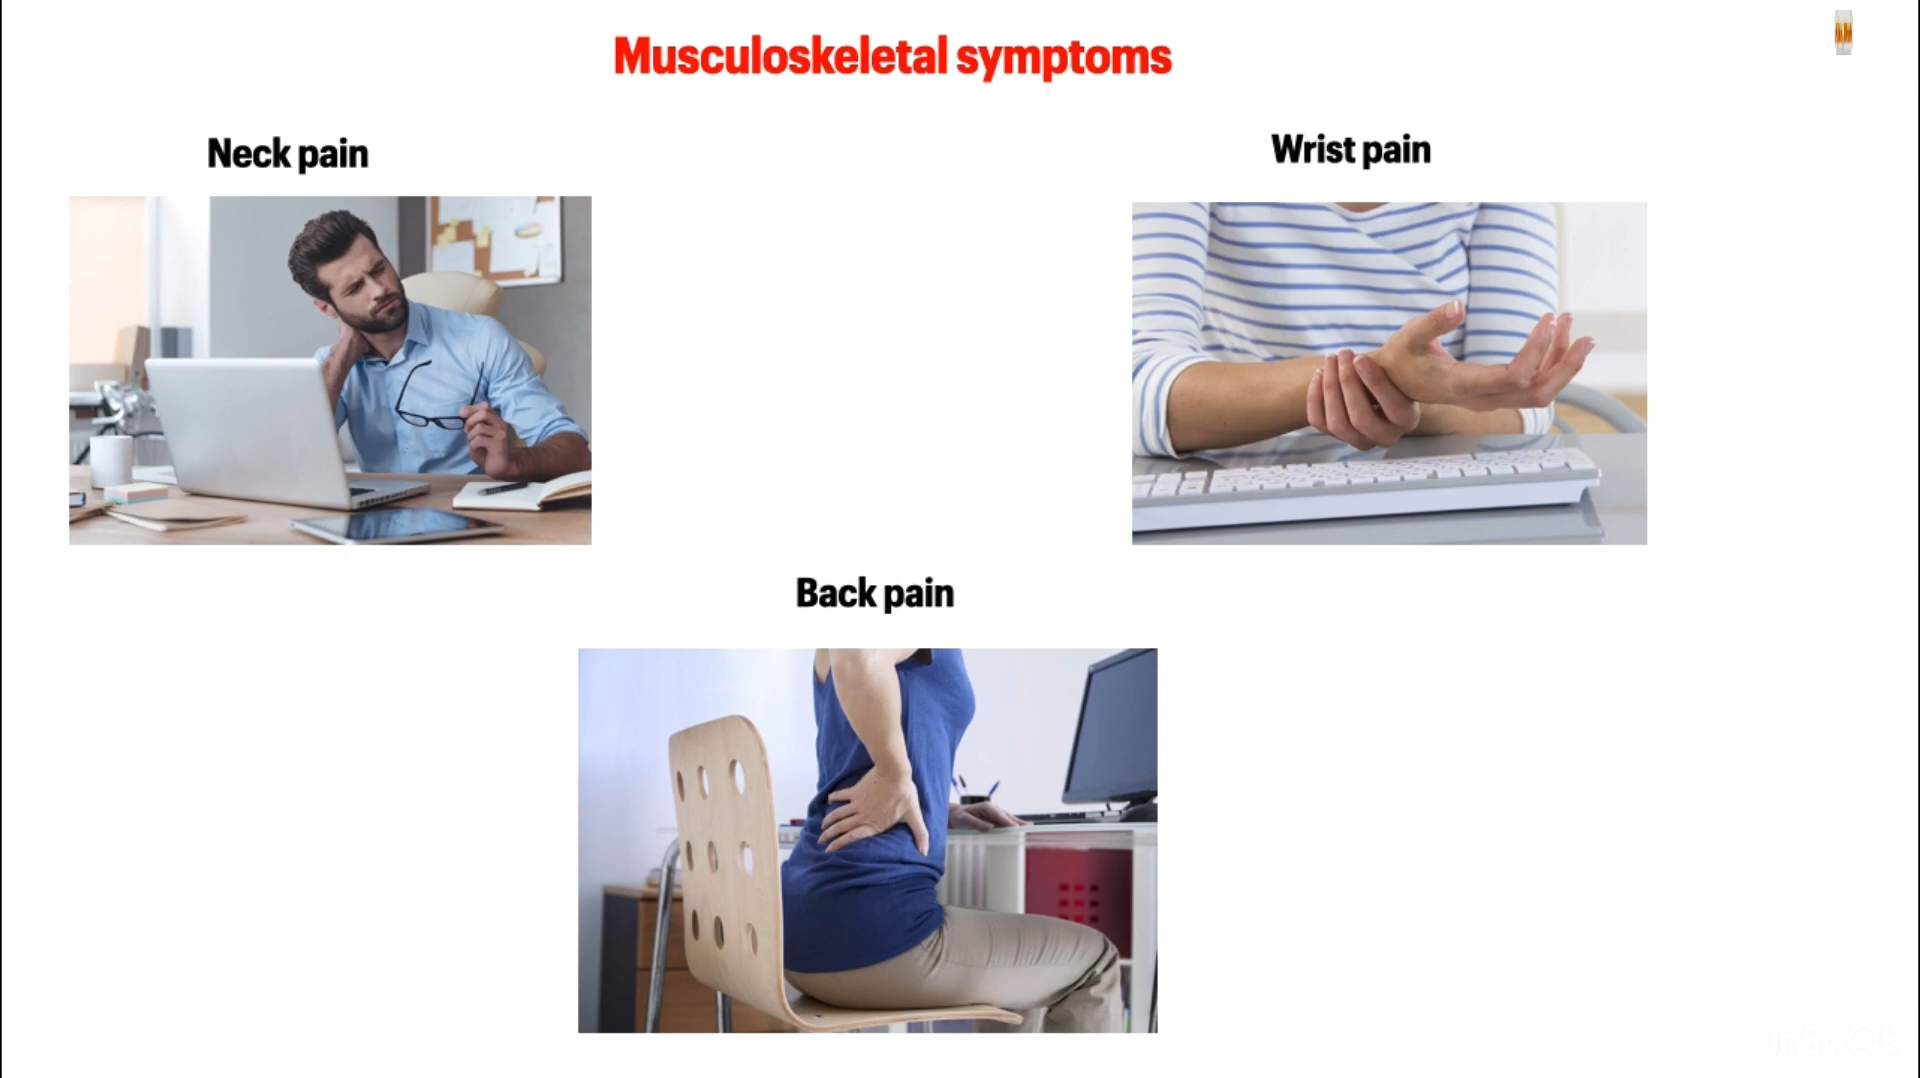 Musculoskeletal symptoms
Neck pain
Wrist pain
Back pain